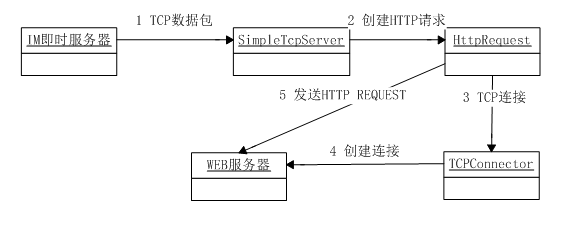 1 TCP数据包
2 创建HTTP请求
IM即时服务器
SimpleTcpServer
HttpRequest
5 发送HTTP REQUEST
3 TCP连接
4 创建连接
WEB服务器
TCPConnector